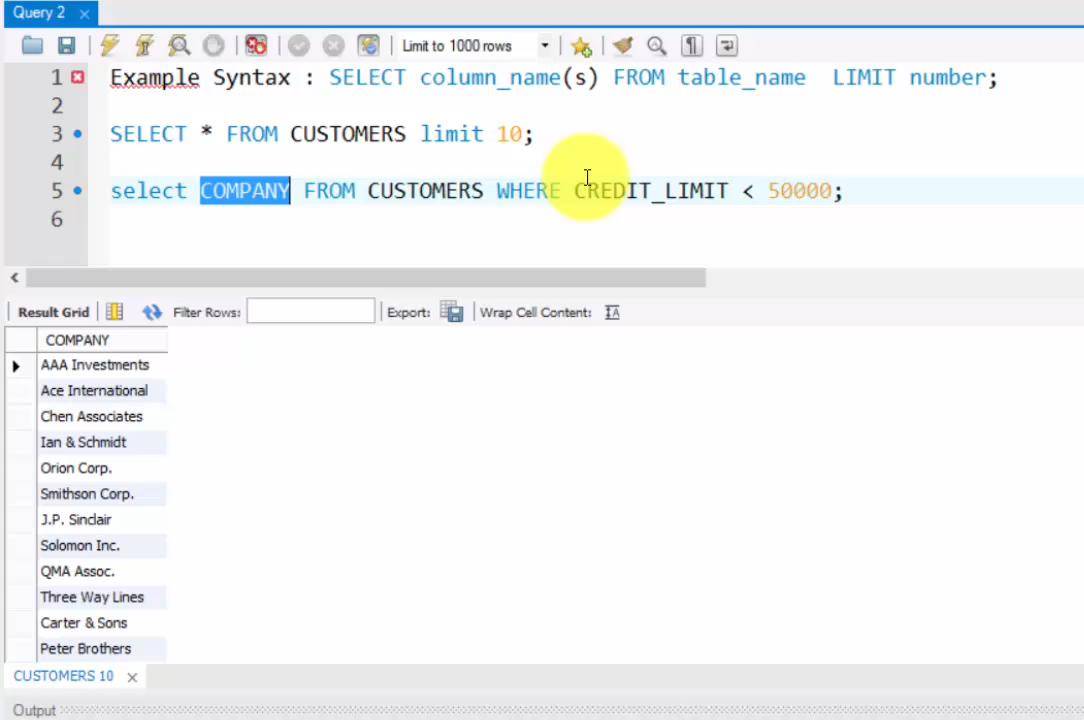 Query 2
Limit to 1000 rows
1 Example Syntax : SELECT column_name(s) FROM table_name LIMIT number;
2
3 SELECT * FROM CUSTOMERS limit 10;
4
5 select COMPANY FROM CUSTOMERS WHERE CREDIT_LIMIT < 50000;
6
Result Grid Filter Rows: Export: Wrap Cell Content:
COMPANY
AAA Investments
Ace International
Chen Associates
Ian & Schmidt
Orion Corp.
Smithson Corp.
J.P. Sinclair
Solomon Inc.
QMA Assoc.
Three Way Lines
Carter & Sons
Peter Brothers
CUSTOMERS 10
Output